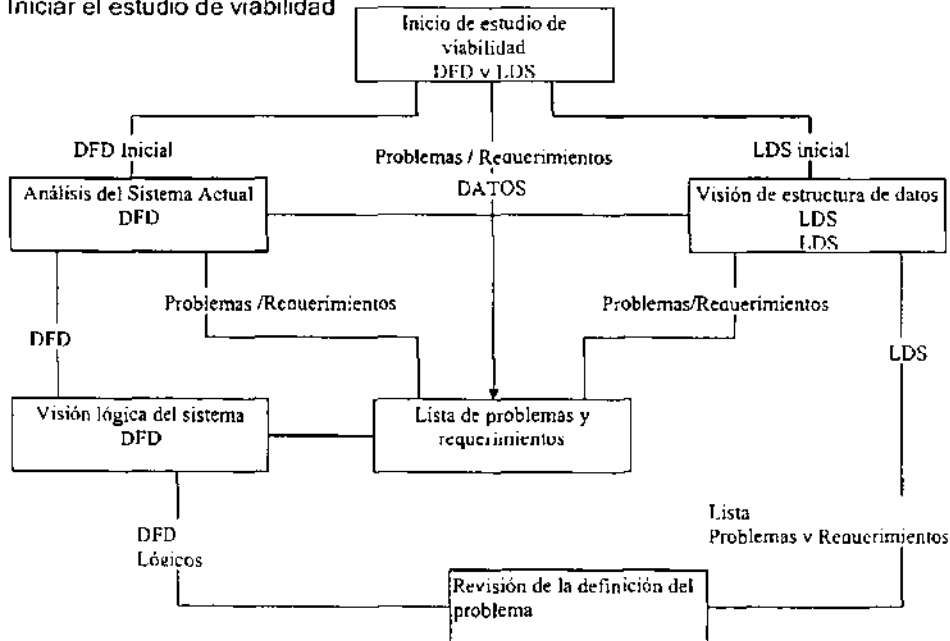 Iniciar el estudio de viabilidad
Inicio de estudio de
viabilidad
DFD y LDS
DFD Inicial
Problemas / Requerimientos
DATOS
LDS inicial
Análisis del Sistema Actual
DFD
Visión de estructura de datos
LDS
LDS
Problemas /Requerimientos
Problemas/Requerimientos
DFD
LDS
Visión lógica del sistema
DFD
Lista de problemas y
requerimientos
DFD
Lógicos
Lista
Problemas y Requerimientos
Revisión de la definición del
problema